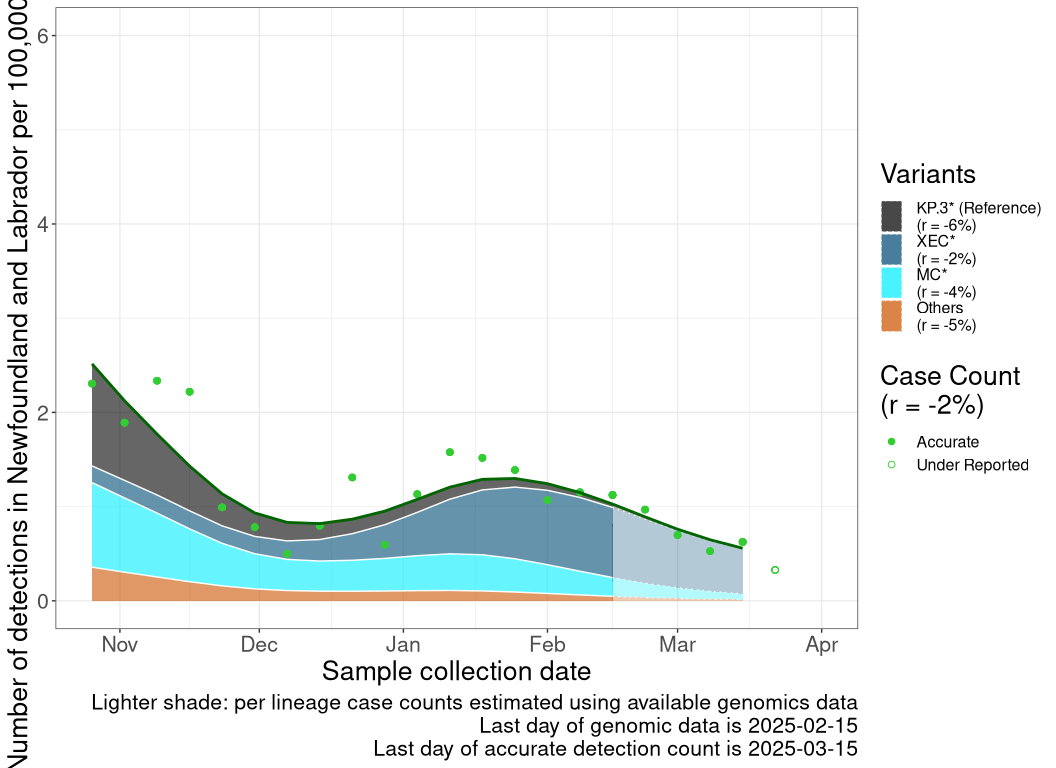 Number of detections in Newfoundland and Labrador per 100,000
6
4
2
0
Nov Dec Jan Feb Mar Apr
Sample collection date
Lighter shade: per lineage case counts estimated using available genomics data
Last day of genomic data is 2025-02-15
Last day of accurate detection count is 2025-03-15
Variants
KP.3* (Reference)
(r = -6%)
XEC*
(r = -2%)
MC*
(r = -4%)
Others
(r = -5%)
Case Count
(r = -2%)
Accurate
Under Reported